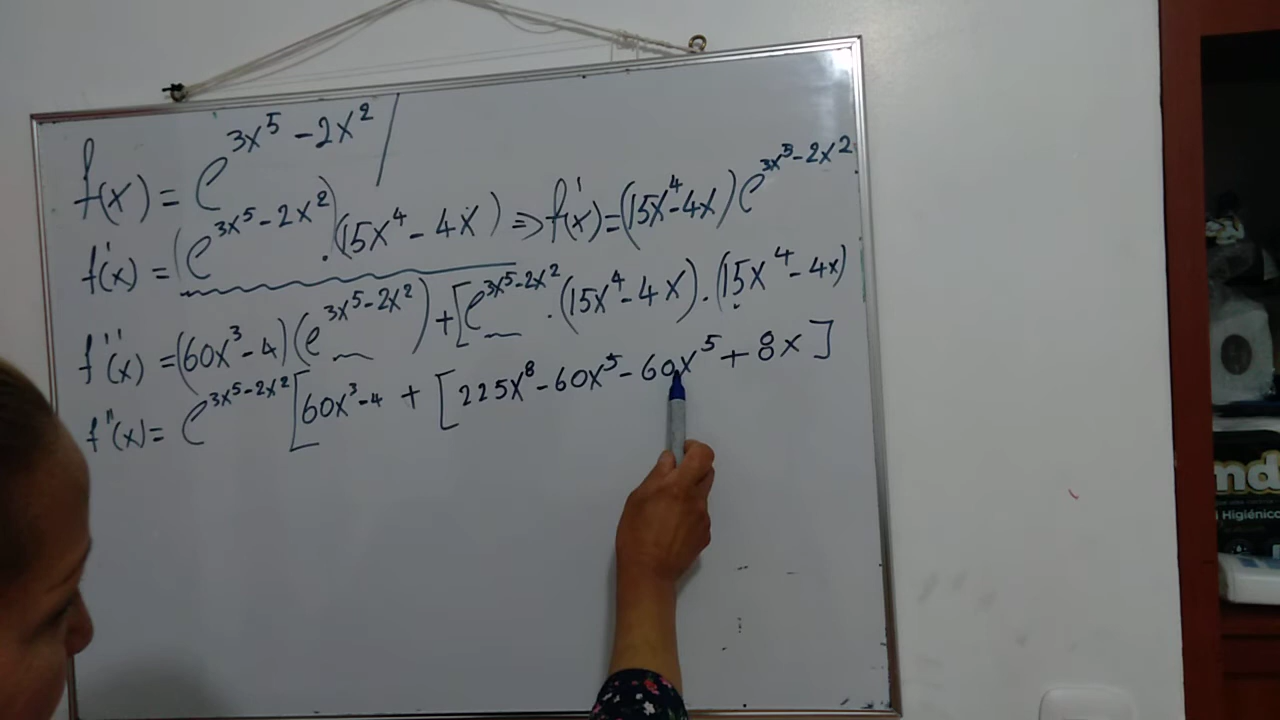 f(x) = e^{3x^5 - 2x^2}
f'(x) = (e^{3x^5 - 2x^2}) . (15x^4 - 4x) ⇒ f'(x) = (15x^4 - 4x) e^{3x^5 - 2x^2}
f''(x) = (60x^3 - 4)(e^{3x^5 - 2x^2}) + [e^{3x^5 - 2x^2} . (15x^4 - 4x) . (15x^4 - 4x)
f''(x) = e^{3x^5 - 2x^2} [60x^3 - 4 + [225x^8 - 60x^5 - 60x^5 + 8x]
nd
l Higiénico